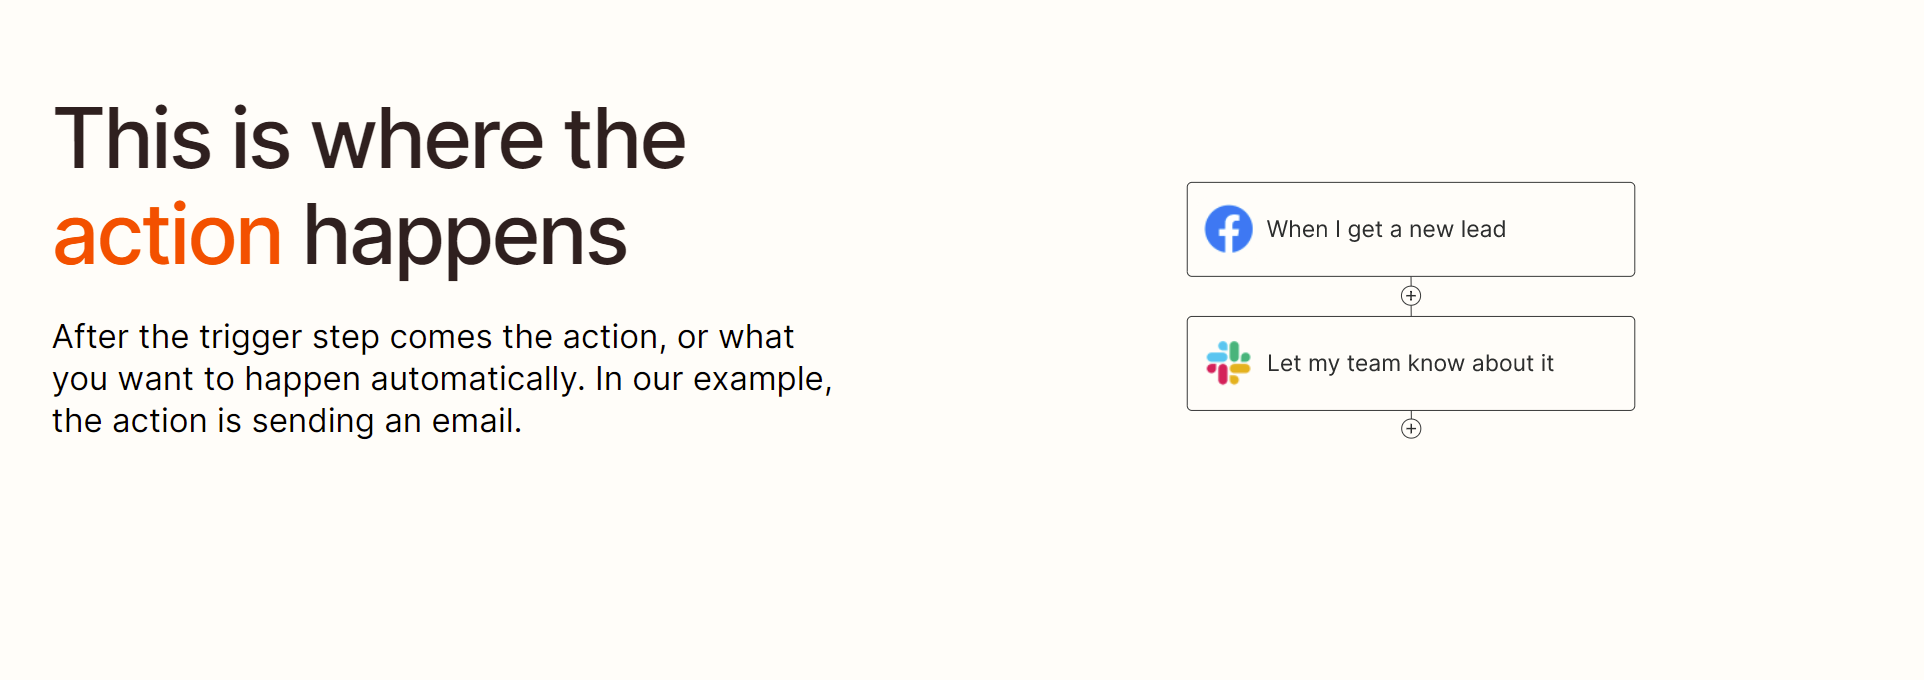 This is where the
action happens
After the trigger step comes the action, or what
you want to happen automatically. In our example,
the action is sending an email.
When I get a new lead
Let my team know about it